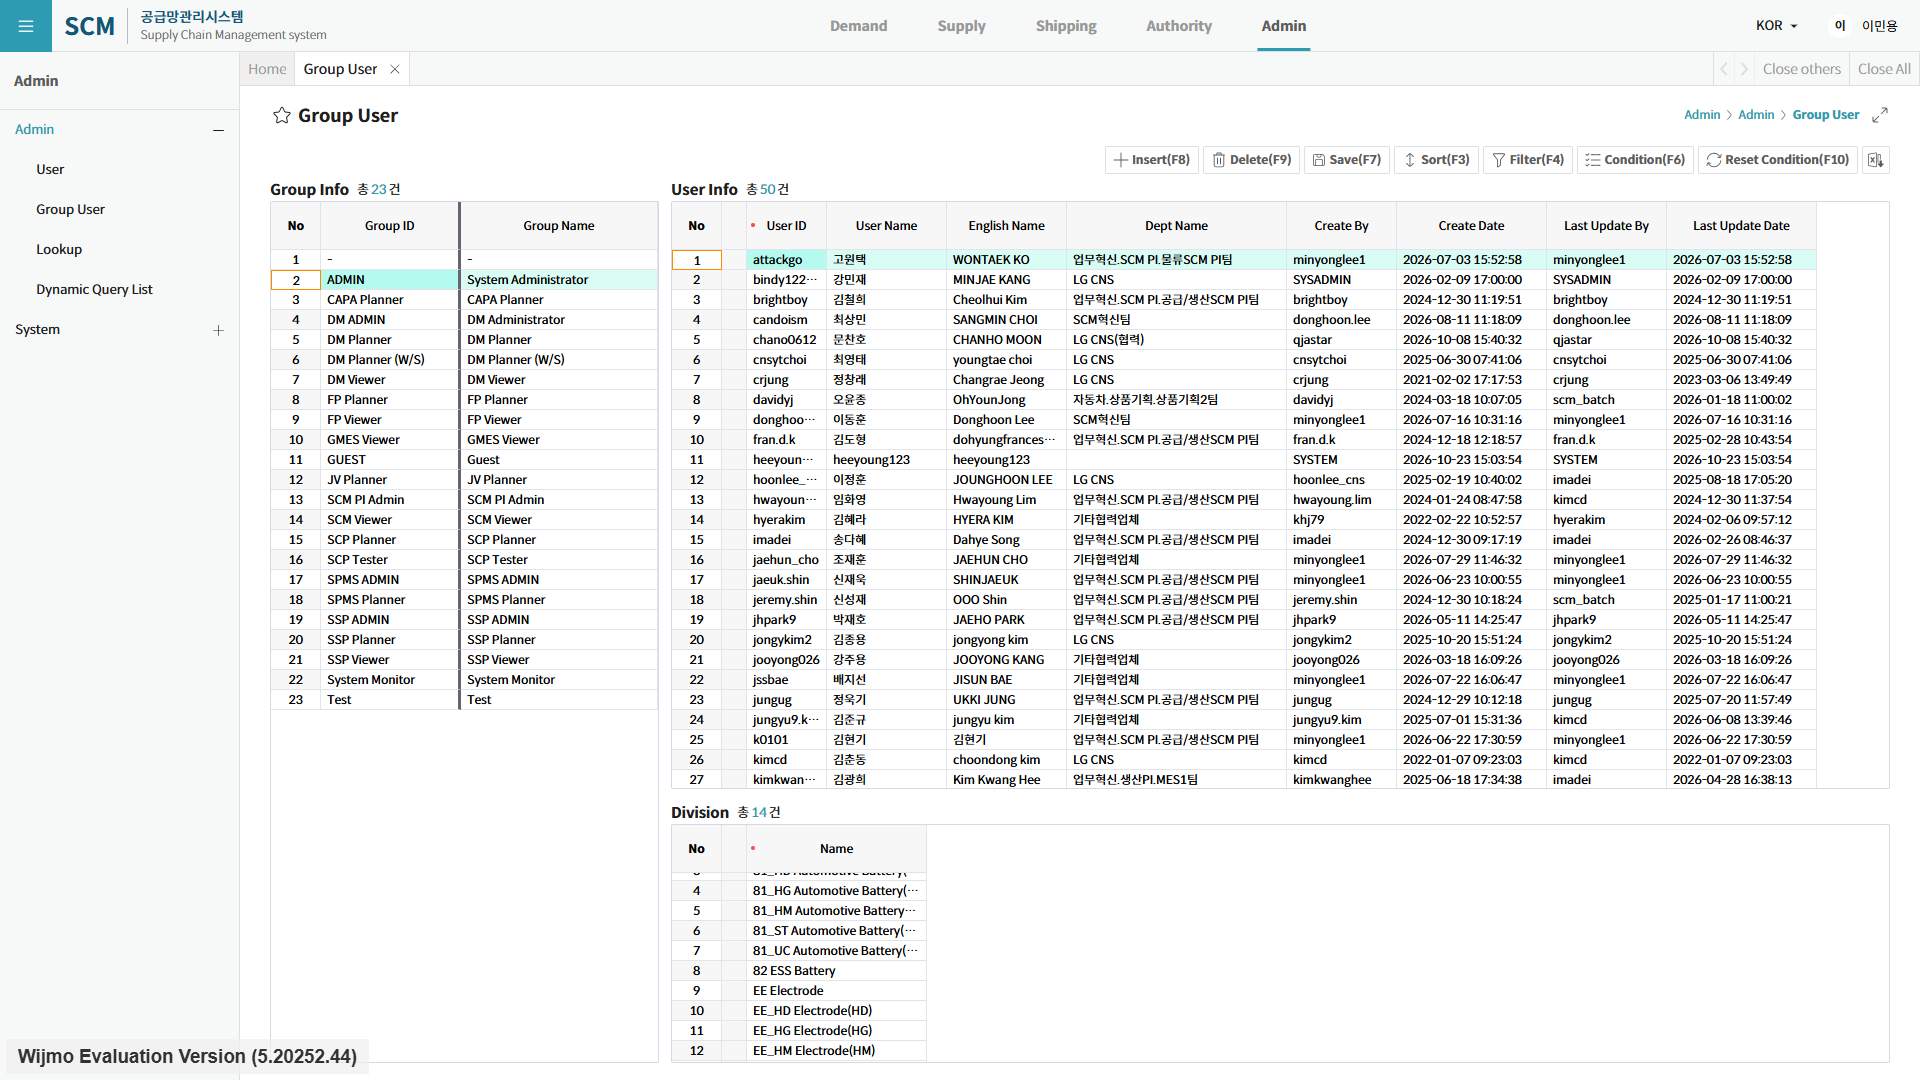 SCM 공급망관리시스템 Supply Chain Management system
Demand Supply Shipping Authority Admin
KOR 이 이민용
Admin
Home Group User
Close others Close All
Admin
User
Group User
Lookup
Dynamic Query List
System
Group User
Admin > Admin > Group User
Insert(F8) Delete(F9) Save(F7) Sort(F3) Filter(F4) Condition(F6) Reset Condition(F10)
Group Info 총 23 건
No Group ID Group Name
1 - -
2 ADMIN System Administrator
3 CAPA Planner CAPA Planner
4 DM ADMIN DM Administrator
5 DM Planner DM Planner
6 DM Planner (W/S) DM Planner (W/S)
7 DM Viewer DM Viewer
8 FP Planner FP Planner
9 FP Viewer FP Viewer
10 GMES Viewer GMES Viewer
11 GUEST Guest
12 JV Planner JV Planner
13 SCM PI Admin SCM PI Admin
14 SCM Viewer SCM Viewer
15 SCP Planner SCP Planner
16 SCP Tester SCP Tester
17 SPMS ADMIN SPMS ADMIN
18 SPMS Planner SPMS Planner
19 SSP ADMIN SSP ADMIN
20 SSP Planner SSP Planner
21 SSP Viewer SSP Viewer
22 System Monitor System Monitor
23 Test Test
User Info 총 50 건
No User ID User Name English Name Dept Name Create By Create Date Last Update By Last Update Date
1 attackgo 고원택 WONTAEK KO 업무혁신.SCM PI.물류SCM PI팀 minyonglee1 2026-07-03 15:52:58 minyonglee1 2026-07-03 15:52:58
2 bindy122··· 강민재 MINJAE KANG LG CNS SYSADMIN 2026-02-09 17:00:00 SYSADMIN 2026-02-09 17:00:00
3 brightboy 김철희 Cheolhui Kim 업무혁신.SCM PI.공급/생산SCM PI팀 brightboy 2024-12-30 11:19:51 brightboy 2024-12-30 11:19:51
4 candoism 최상민 SANGMIN CHOI SCM혁신팀 donghoon.lee 2026-08-11 11:18:09 donghoon.lee 2026-08-11 11:18:09
5 chano0612 문찬호 CHANHO MOON LG CNS(협력) qjastar 2026-10-08 15:40:32 qjastar 2026-10-08 15:40:32
6 cnsytchoi 최영태 youngtae choi LG CNS cnsytchoi 2025-06-30 07:41:06 cnsytchoi 2025-06-30 07:41:06
7 crjung 정창래 Changrae Jeong LG CNS crjung 2021-02-02 17:17:53 crjung 2023-03-06 13:49:49
8 davidyj 오윤종 OhYounJong 자동차.상품기획.상품기획2팀 davidyj 2024-03-18 10:07:05 scm_batch 2026-01-18 11:00:02
9 donghoo··· 이동훈 Donghoon Lee SCM혁신팀 minyonglee1 2026-07-16 10:31:16 minyonglee1 2026-07-16 10:31:16
10 fran.d.k 김도형 dohyungfrances··· 업무혁신.SCM PI.공급/생산SCM PI팀 fran.d.k 2024-12-18 12:18:57 fran.d.k 2025-02-28 10:43:54
11 heeyoun··· heeyoung123 heeyoung123 SYSTEM 2026-10-23 15:03:54 SYSTEM 2026-10-23 15:03:54
12 hoonlee_··· 이정훈 JOUNGHOON LEE LG CNS hoonlee_cns 2025-02-19 10:40:02 imadei 2025-08-18 17:05:20
13 hwayoun··· 임화영 Hwayoung Lim 업무혁신.SCM PI.공급/생산SCM PI팀 hwayoung.lim 2024-01-24 08:47:58 kimcd 2024-12-30 11:37:54
14 hyerakim 김혜라 HYERA KIM 기타협력업체 khj79 2022-02-22 10:52:57 hyerakim 2024-02-06 09:57:12
15 imadei 송다혜 Dahye Song 업무혁신.SCM PI.공급/생산SCM PI팀 imadei 2024-12-30 09:17:19 imadei 2026-02-26 08:46:37
16 jaehun_cho 조재훈 JAEHUN CHO 기타협력업체 minyonglee1 2026-07-29 11:46:32 minyonglee1 2026-07-29 11:46:32
17 jaeuk.shin 신재욱 SHINJAEUK 업무혁신.SCM PI.공급/생산SCM PI팀 minyonglee1 2026-06-23 10:00:55 minyonglee1 2026-06-23 10:00:55
18 jeremy.shin 신성재 OOO Shin 업무혁신.SCM PI.공급/생산SCM PI팀 jeremy.shin 2024-12-30 10:18:24 scm_batch 2025-01-17 11:00:21
19 jhpark9 박재호 JAEHO PARK 업무혁신.SCM PI.공급/생산SCM PI팀 jhpark9 2026-05-11 14:25:47 jhpark9 2026-05-11 14:25:47
20 jongykim2 김종용 jongyong kim LG CNS jongykim2 2025-10-20 15:51:24 jongykim2 2025-10-20 15:51:24
21 jooyong026 강주용 JOOYONG KANG 기타협력업체 jooyong026 2026-03-18 16:09:26 jooyong026 2026-03-18 16:09:26
22 jssbae 배지선 JISUN BAE 기타협력업체 minyonglee1 2026-07-22 16:06:47 minyonglee1 2026-07-22 16:06:47
23 jungug 정욱기 UKKI JUNG 업무혁신.SCM PI.공급/생산SCM PI팀 jungug 2024-12-29 10:12:18 jungug 2025-07-20 11:57:49
24 jungyu9.k··· 김준규 jungyu kim 기타협력업체 jungyu9.kim 2025-07-01 15:31:36 kimcd 2026-06-08 13:39:46
25 k0101 김현기 김현기 업무혁신.SCM PI.공급/생산SCM PI팀 minyonglee1 2026-06-22 17:30:59 minyonglee1 2026-06-22 17:30:59
26 kimcd 김춘동 choondong kim LG CNS kimcd 2022-01-07 09:23:03 kimcd 2022-01-07 09:23:03
27 kimkwan··· 김광희 Kim Kwang Hee 업무혁신.생산PI.MES1팀 kimkwanghee 2025-06-18 17:34:38 imadei 2026-04-28 16:38:13
Division 총 14 건
No Name
4 81_HG Automotive Battery(···
5 81_HM Automotive Battery···
6 81_ST Automotive Battery(···
7 81_UC Automotive Battery(···
8 82 ESS Battery
9 EE Electrode
10 EE_HD Electrode(HD)
11 EE_HG Electrode(HG)
12 EE_HM Electrode(HM)
Wijmo Evaluation Version (5.20252.44)